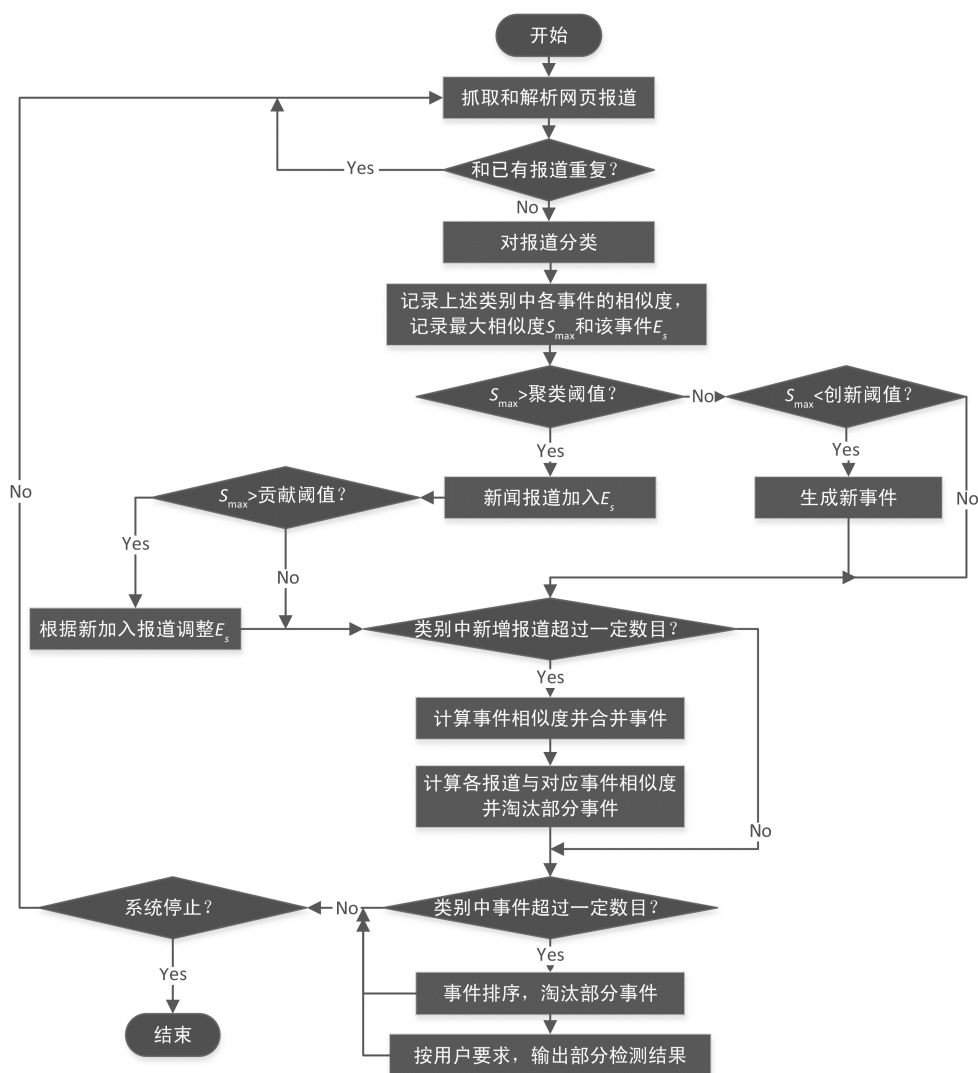 开始
抓取和解析网页报道
和已有报道重复？
Yes
No
对报道分类
记录上述类别中各事件的相似度，
记录最大相似度Smax和该事件Es
Smax>聚类阈值？
No
Smax<创新阈值？
Yes
Yes
No
新闻报道加入Es
生成新事件
Smax>贡献阈值？
No
Yes
No
根据新加入报道调整Es
类别中新增报道超过一定数目？
Yes
计算事件相似度并合并事件
计算各报道与对应事件相似度
并淘汰部分事件
No
类别中事件超过一定数目？
No
系统停止？
Yes
Yes
事件排序，淘汰部分事件
结束
按用户要求，输出部分检测结果